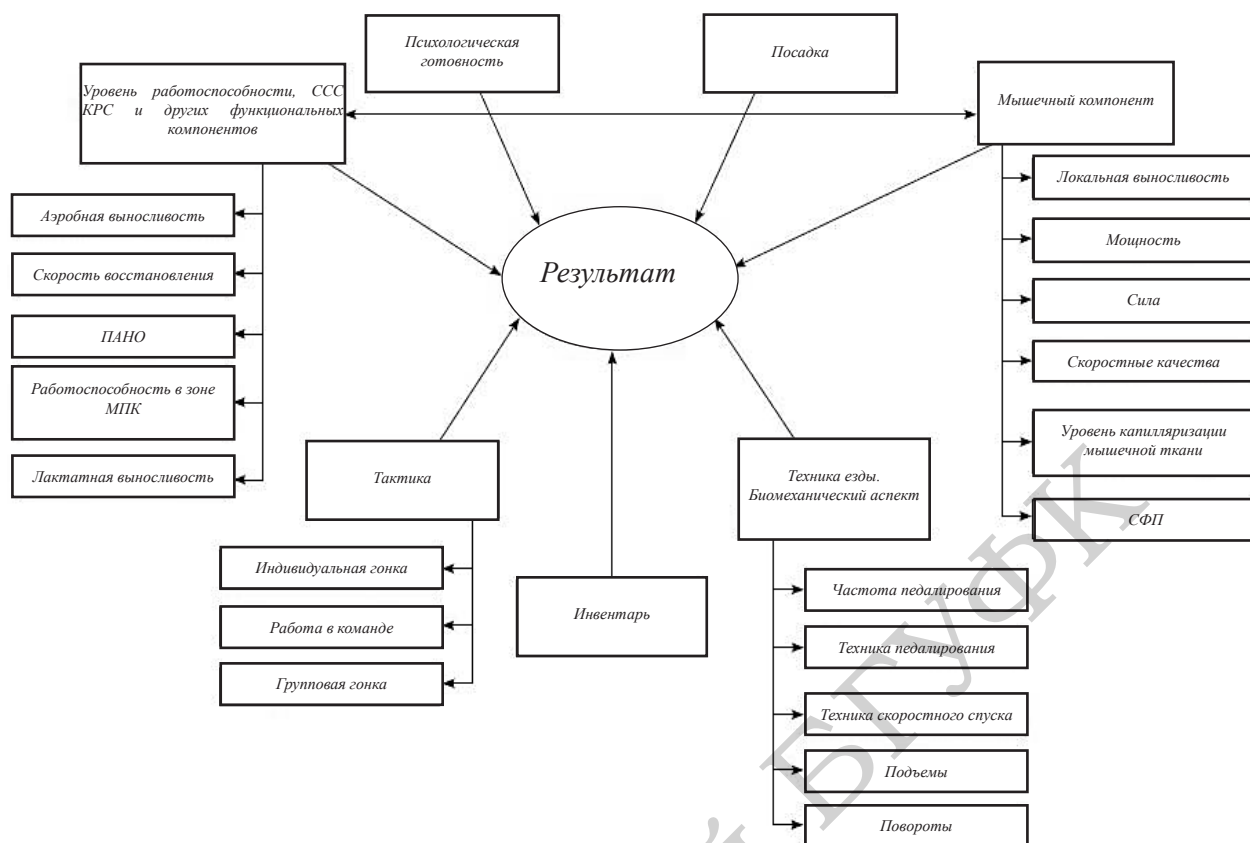 Психологическая
готовность
Посадка
Уровень работоспособности, ССС
КРС и других функциональных
компонентов
Мышечный компонент
Аэробная выносливость
Скорость восстановления
ПАНО
Работоспособность в зоне
МПК
Лактатная выносливость
Результат
Локальная выносливость
Мощность
Сила
Скоростные качества
Уровень капилляризации
мышечной ткани
СФП
Тактика
Индивидуальная гонка
Работа в команде
Групповая гонка
Инвентарь
Техника езды.
Биомеханический аспект
Частота педалирования
Техника педалирования
Техника скоростного спуска
Подъемы
Повороты
Й БГУФК